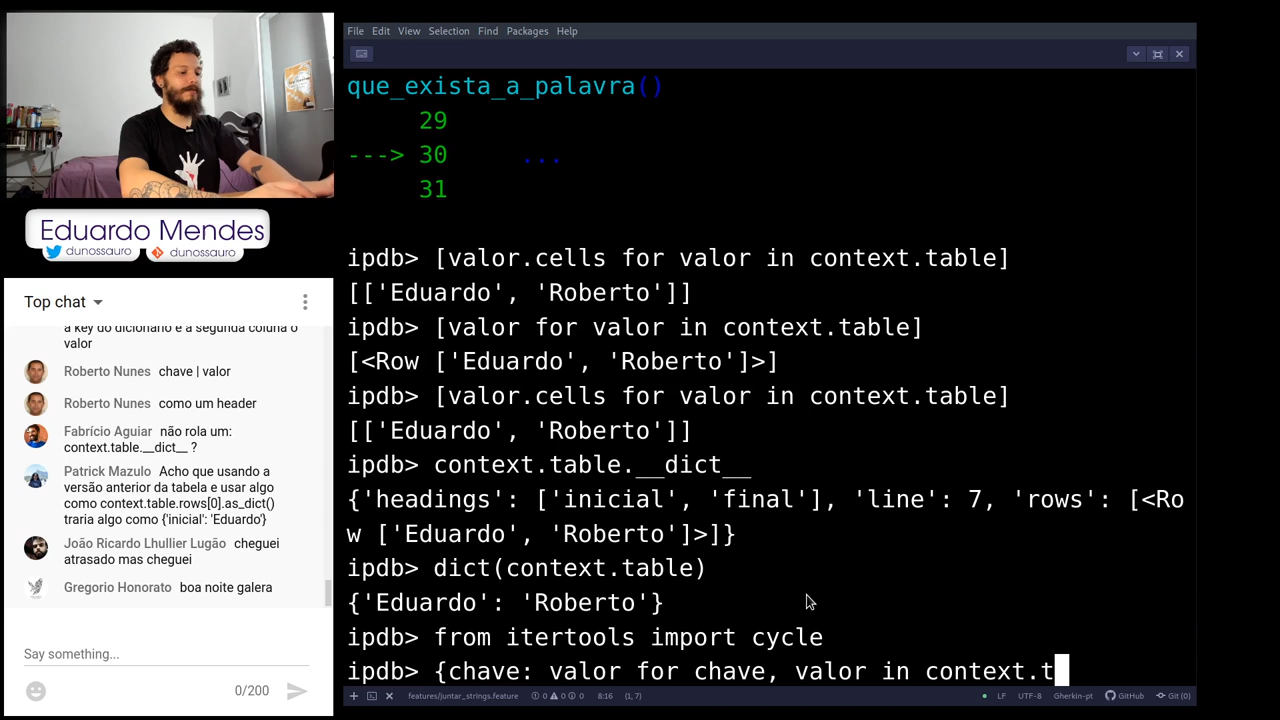 File Edit View Selection Find Packages Help
que_exista_a_palavra()
29
---> 30 ...
31
ipdb> [valor.cells for valor in context.table]
[['Eduardo', 'Roberto']]
ipdb> [valor for valor in context.table]
[<Row ['Eduardo', 'Roberto']>]
ipdb> [valor.cells for valor in context.table]
[['Eduardo', 'Roberto']]
ipdb> context.table.__dict__
{'headings': ['inicial', 'final'], 'line': 7, 'rows': [<Ro
w ['Eduardo', 'Roberto']>]}
ipdb> dict(context.table)
{'Eduardo': 'Roberto'}
ipdb> from itertools import cycle
ipdb> {chave: valor for chave, valor in context.t
features/juntar_strings.feature 0 0 0 8:16 (1, 7) LF UTF-8 Gherkin-pt GitHub Git (0)
Eduardo Mendes
dunossauro dunossauro
Top chat
a key do dicionário e a segunda coluna o
valor
Roberto Nunes chave | valor
Roberto Nunes como um header
Fabrício Aguiar não rola um:
context.table.__dict__ ?
Patrick Mazulo Acho que usando a
versão anterior da tabela e usar algo
como context.table.rows[0].as_dict()
traria algo como {'inicial': 'Eduardo'}
João Ricardo Lhullier Lugão cheguei
atrasado mas cheguei
Gregorio Honorato boa noite galera
Say something...
0/200